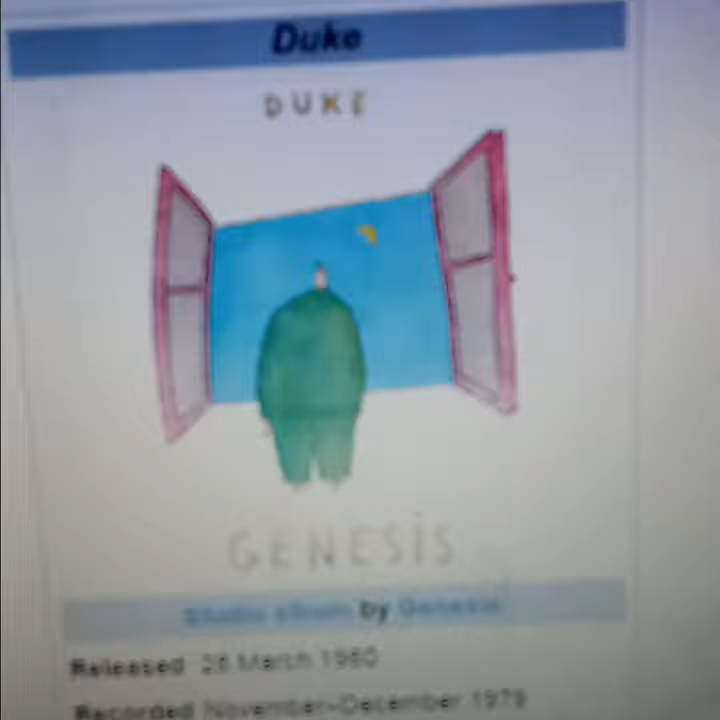 Duke
DUKE
GENESIS
Studio album by Genesis
Released 28 March 1980
Recorded November–December 1979